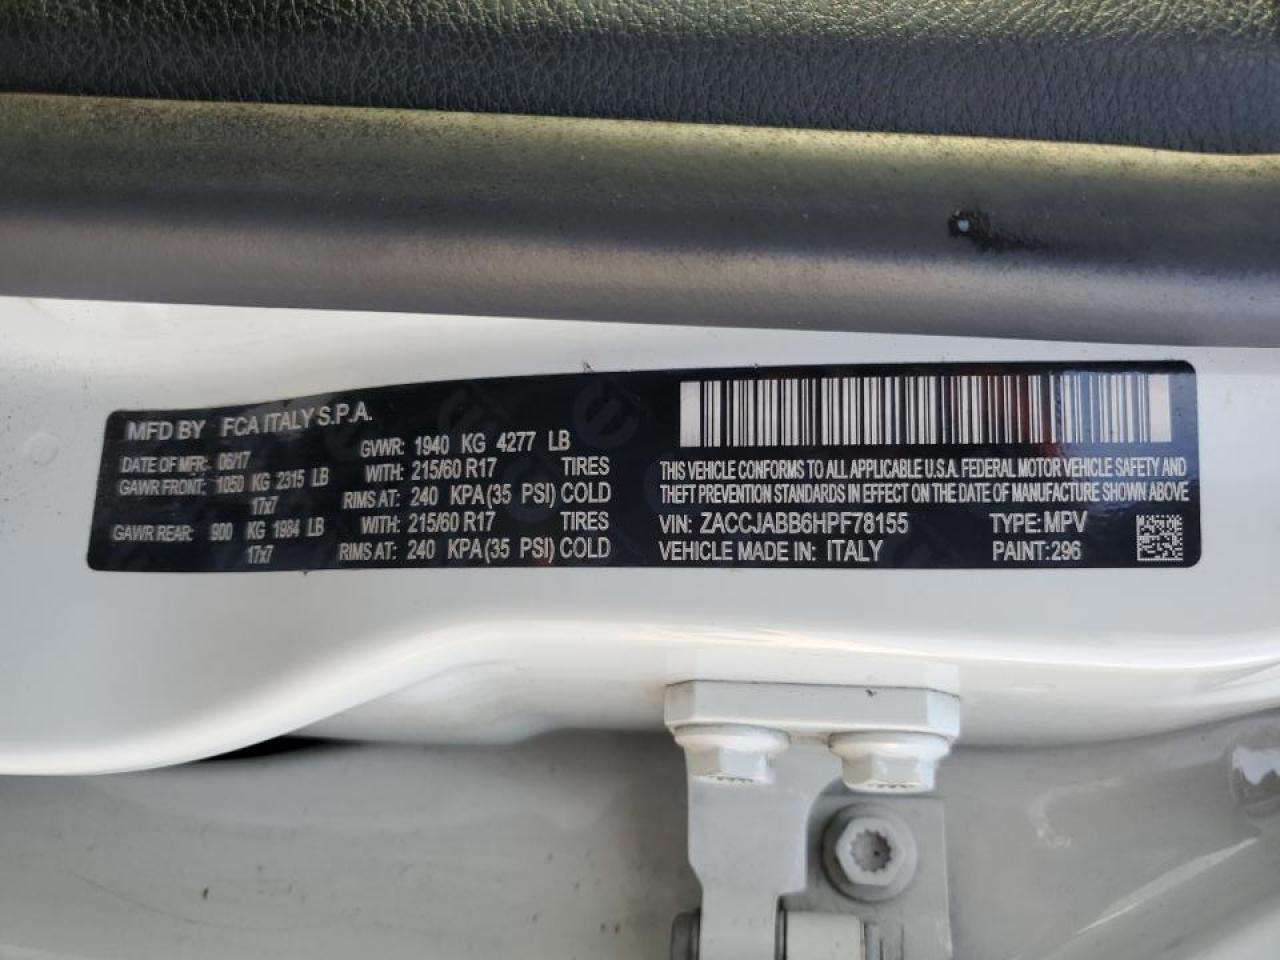 MFD BY FCA ITALY S.P.A.
DATE OF MFR: 06/17 GVWR: 1940 KG 4277 LB
GAWR FRONT: 1050 KG 2315 LB WITH: 215/60 R17 TIRES
17x7 RIMS AT: 240 KPA(35 PSI) COLD
GAWR REAR: 900 KG 1984 LB WITH: 215/60 R17 TIRES
17x7 RIMS AT: 240 KPA(35 PSI) COLD
THIS VEHICLE CONFORMS TO ALL APPLICABLE U.S.A. FEDERAL MOTOR VEHICLE SAFETY AND
THEFT PREVENTION STANDARDS IN EFFECT ON THE DATE OF MANUFACTURE SHOWN ABOVE
VIN: ZACCJABB6HPF78155 TYPE: MPV
VEHICLE MADE IN: ITALY PAINT: 296